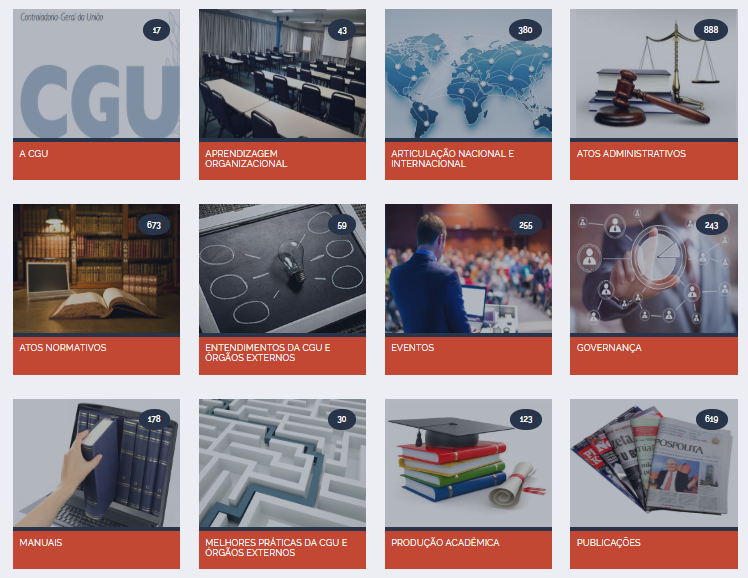 Controladoria-Geral da União
CGU
17
A CGU
43
APRENDIZAGEM
ORGANIZACIONAL
380
ARTICULAÇÃO NACIONAL E
INTERNACIONAL
888
ATOS ADMINISTRATIVOS
673
ATOS NORMATIVOS
59
ENTENDIMENTOS DA CGU E
ÓRGÃOS EXTERNOS
255
EVENTOS
243
GOVERNANÇA
178
MANUAIS
30
MELHORES PRÁTICAS DA CGU E
ÓRGÃOS EXTERNOS
123
PRODUÇÃO ACADÊMICA
619
POSPOLITA
PUBLICAÇÕES